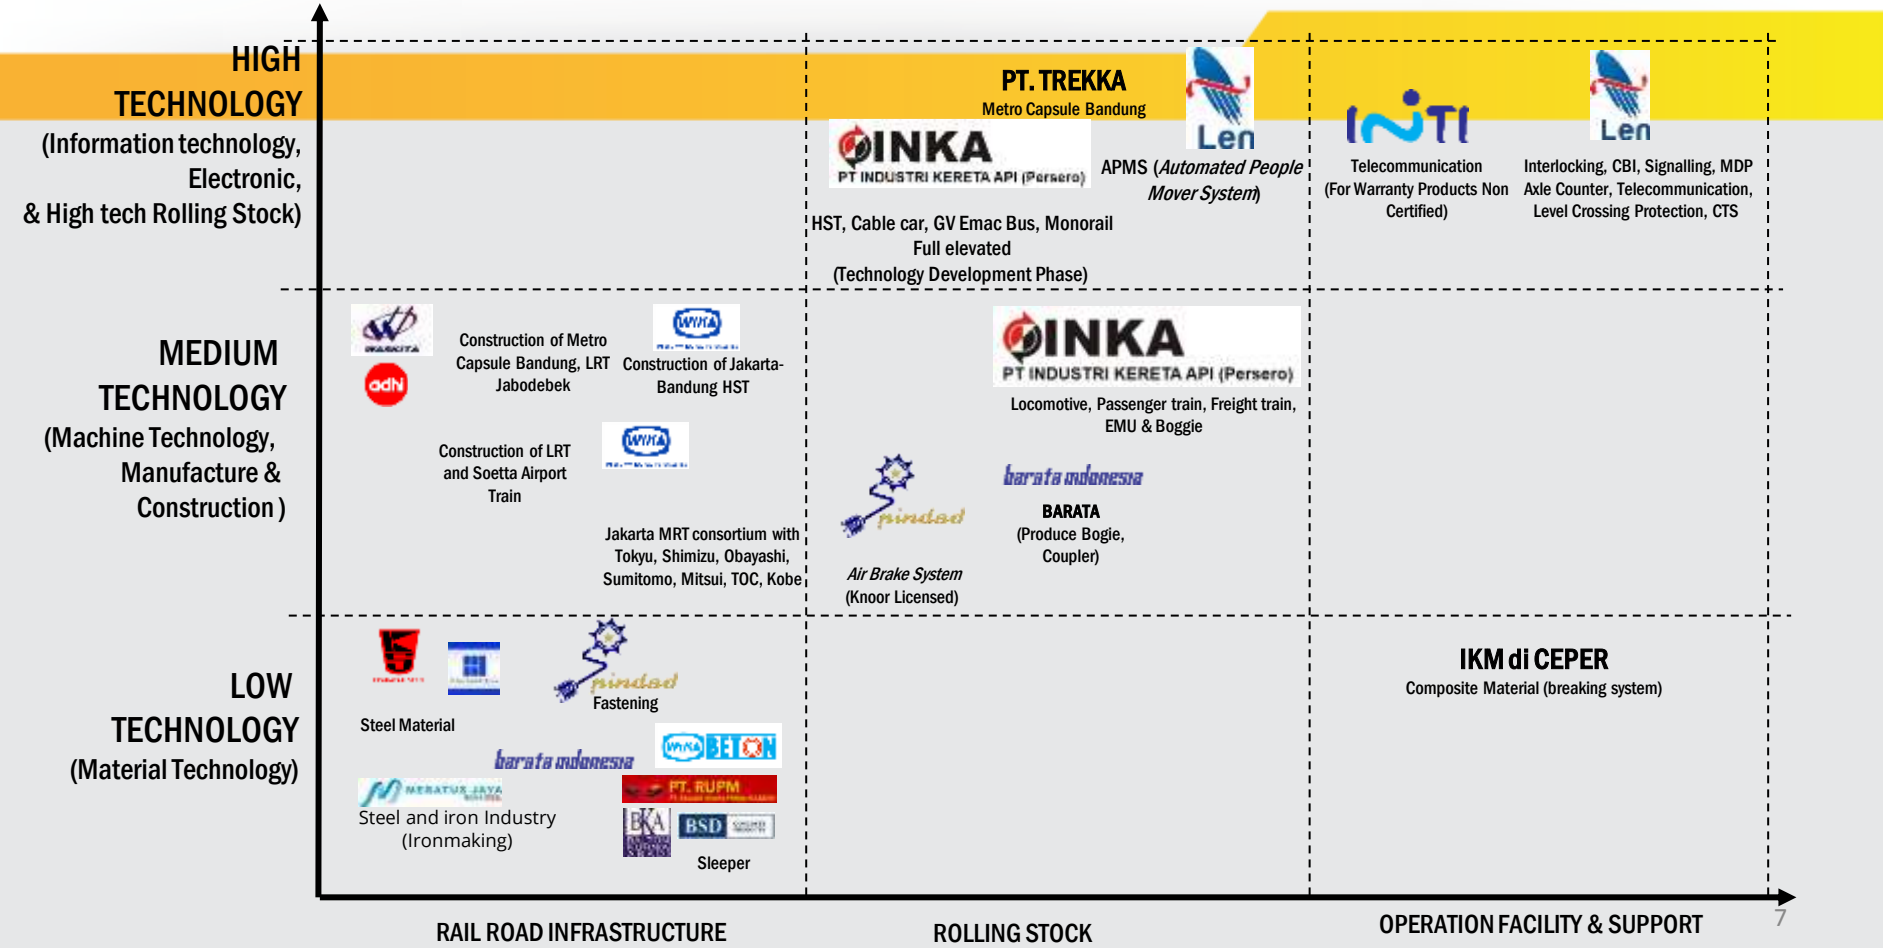 HIGH
TECHNOLOGY
(Information technology,
Electronic,
& High tech Rolling Stock)
PT. TREKKA
Metro Capsule Bandung
INKA
PT INDUSTRI KERETA API (Persero)
HST, Cable car, GV Emac Bus, Monorail
Full elevated
(Technology Development Phase)
Len
APMS (Automated People
Mover System)
INTI
Telecommunication
(For Warranty Products Non
Certified)
Len
Interlocking, CBI, Signalling, MDP
Axle Counter, Telecommunication,
Level Crossing Protection, CTS
MEDIUM
TECHNOLOGY
(Machine Technology,
Manufacture &
Construction )
WASKITA
adhi
Construction of Metro
Capsule Bandung, LRT
Jabodebek
WIKA
Construction of Jakarta-
Bandung HST
Construction of LRT
and Soetta Airport
Train
WIKA
Jakarta MRT consortium with
Tokyu, Shimizu, Obayashi,
Sumitomo, Mitsui, TOC, Kobe
INKA
PT INDUSTRI KERETA API (Persero)
Locomotive, Passenger train, Freight train,
EMU & Boggie
pindad
Air Brake System
(Knoor Licensed)
barata indonesia
BARATA
(Produce Bogie,
Coupler)
LOW
TECHNOLOGY
(Material Technology)
Steel Material
pindad
Fastening
barata indonesia
MERATUS JAYA
Steel and iron Industry
(Ironmaking)
WIKA BETON
PT. RUPM
BKA
BSD
Sleeper
IKM di CEPER
Composite Material (breaking system)
RAIL ROAD INFRASTRUCTURE
ROLLING STOCK
OPERATION FACILITY & SUPPORT
7